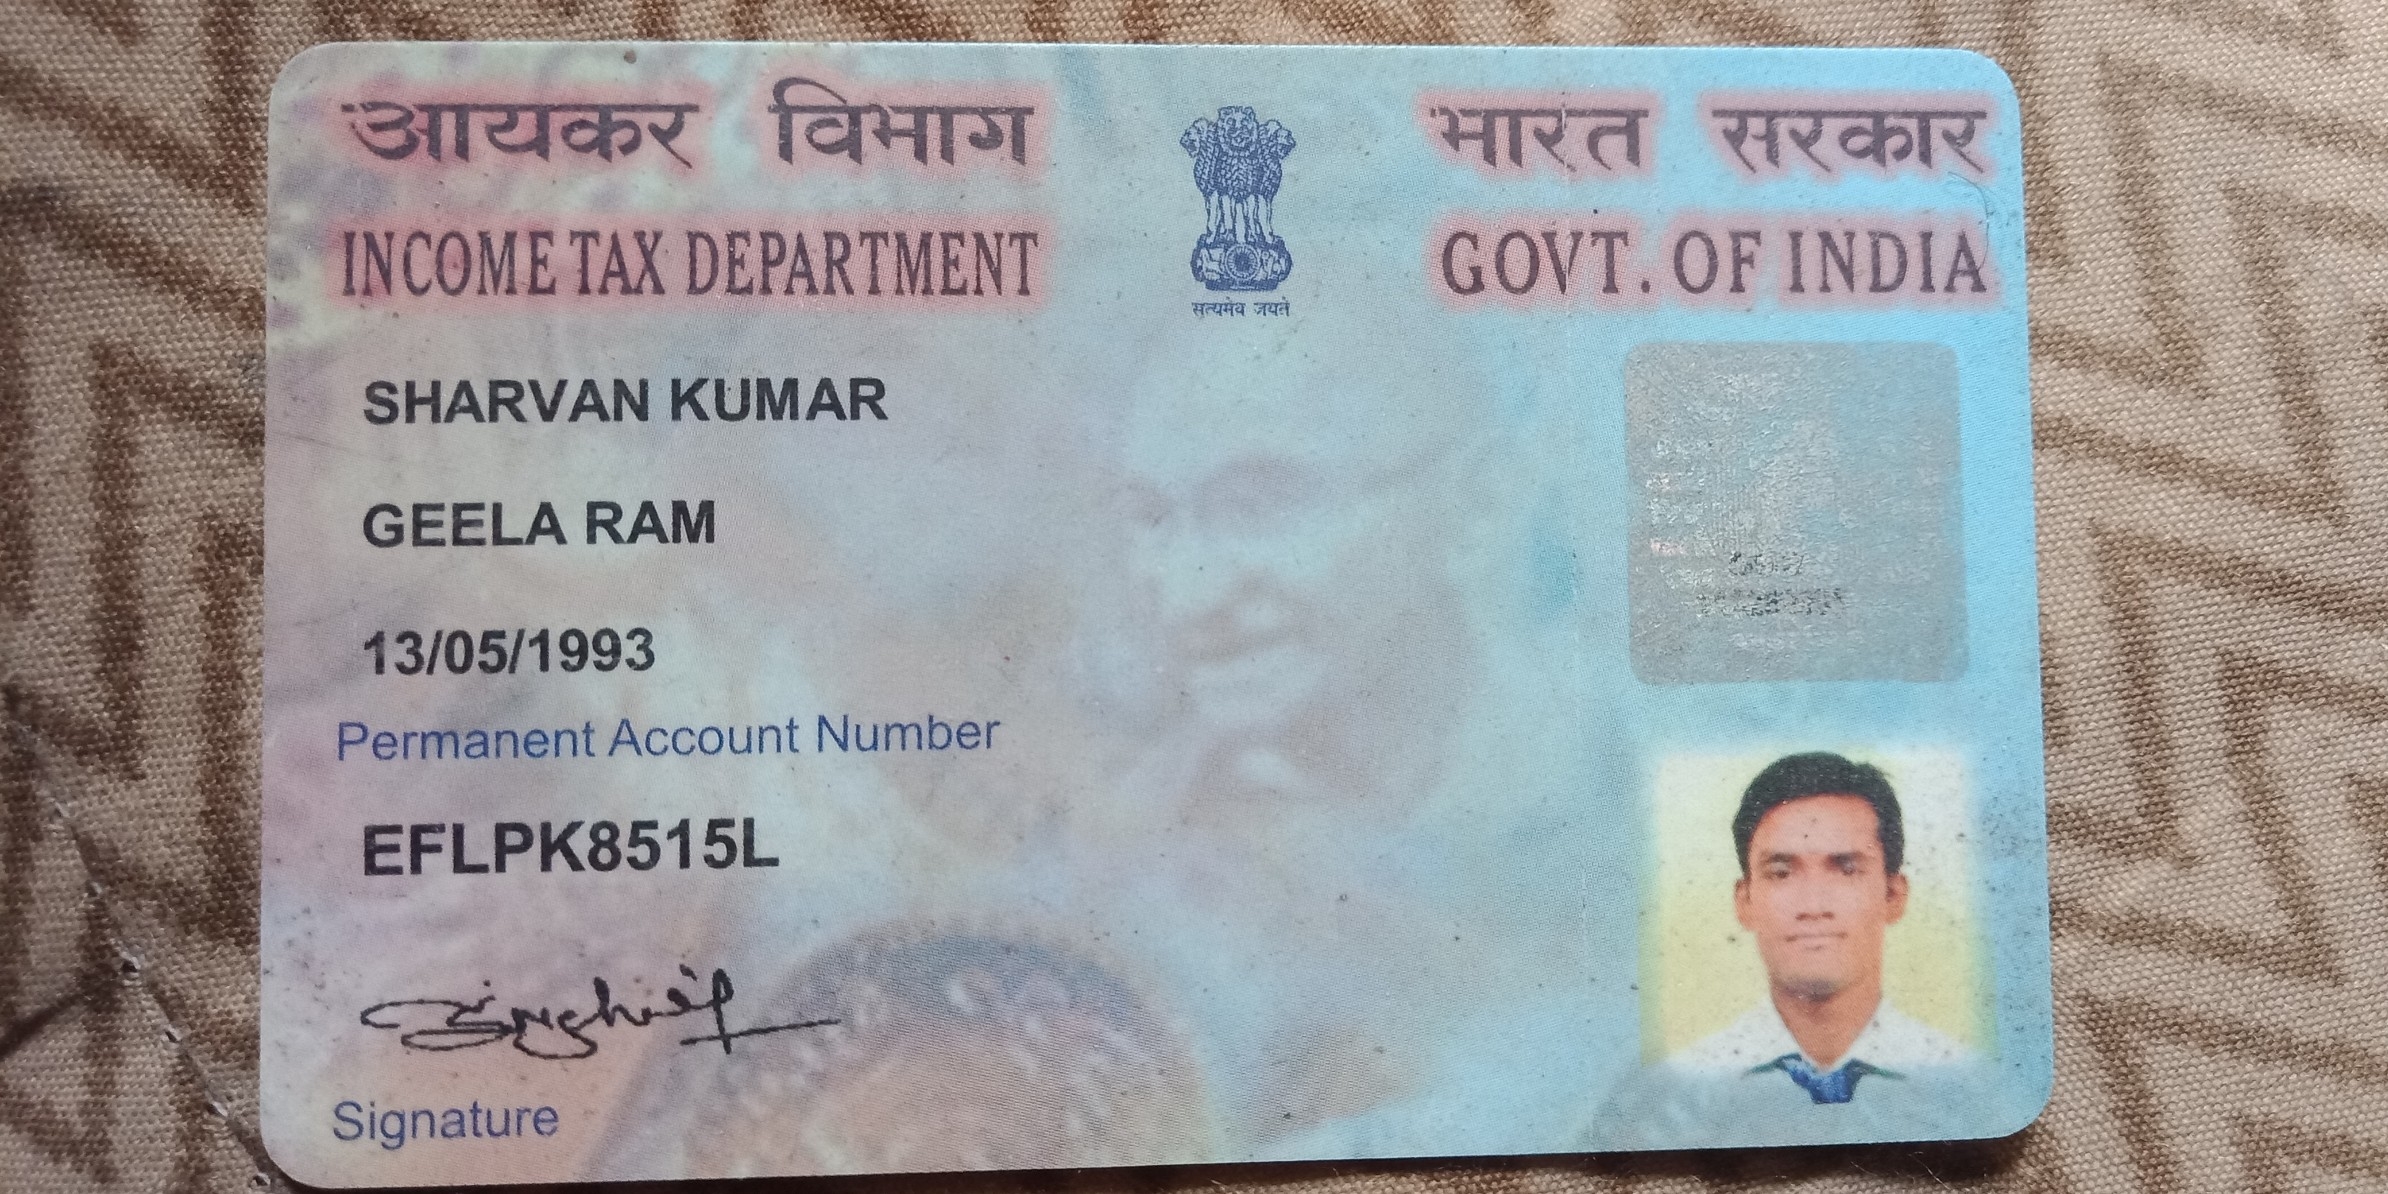 आयकर विभाग
INCOME TAX DEPARTMENT
सत्यमेव जयते
भारत सरकार
GOVT. OF INDIA
SHARVAN KUMAR
GEELA RAM
13/05/1993
Permanent Account Number
EFLPK8515L
Signature